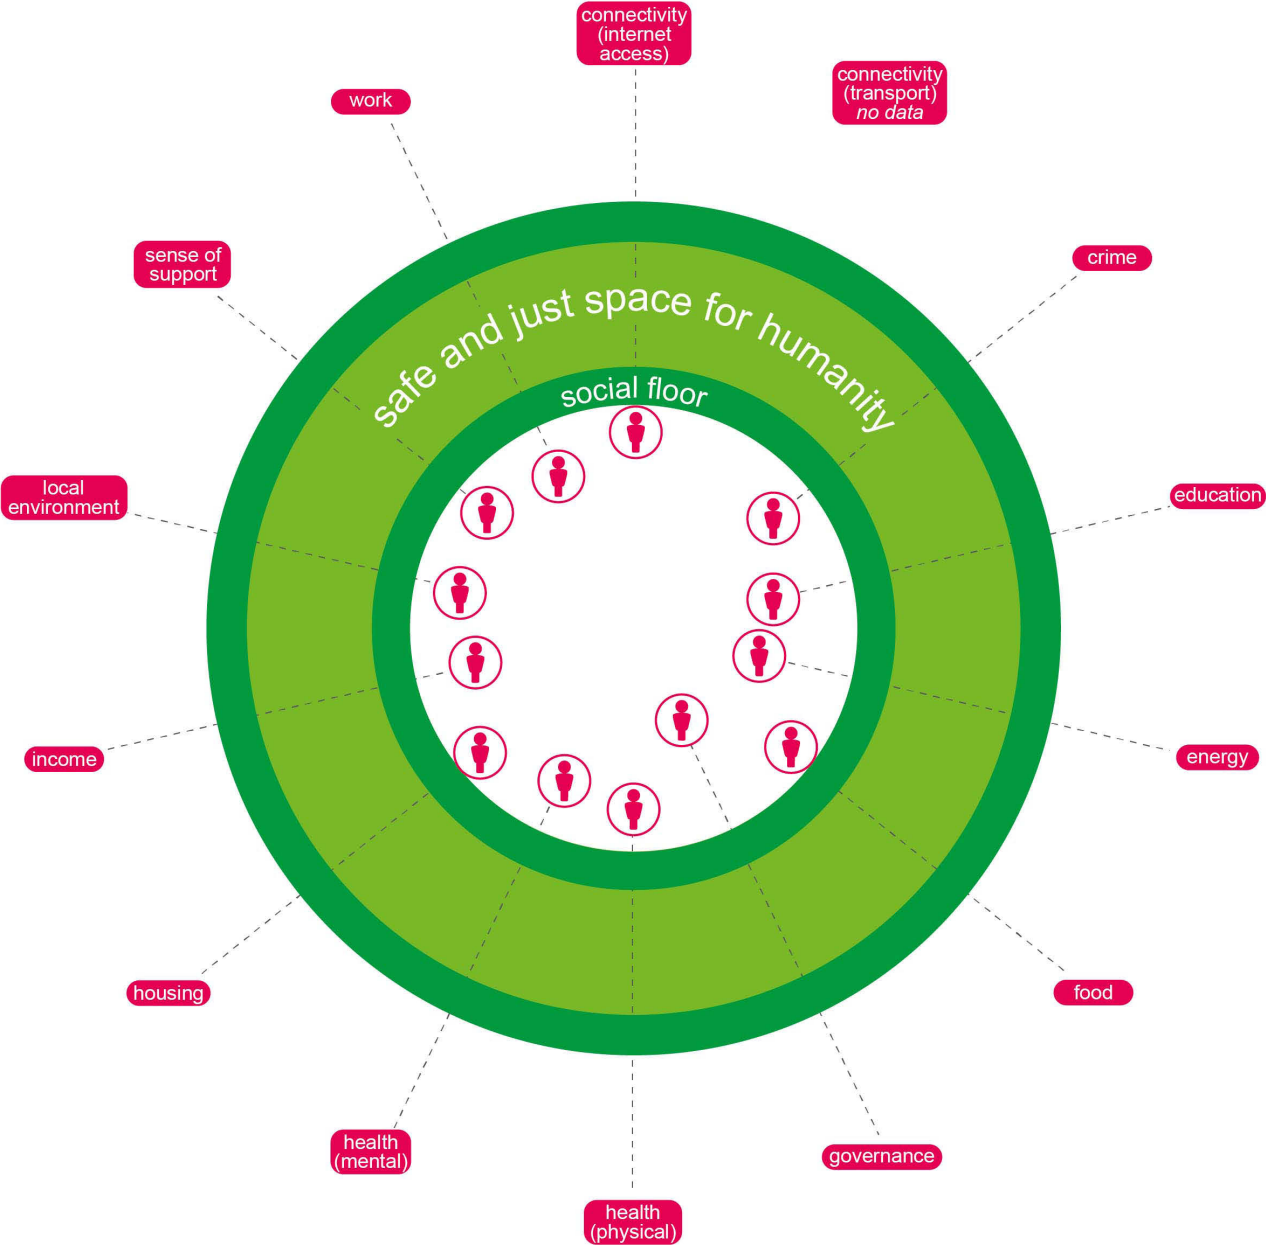 connectivity
(internet
access)
connectivity
(transport)
no data
work
crime
sense of
support
safe and just space for humanity
social floor
local
environment
education
income
energy
housing
food
health
(mental)
governance
health
(physical)